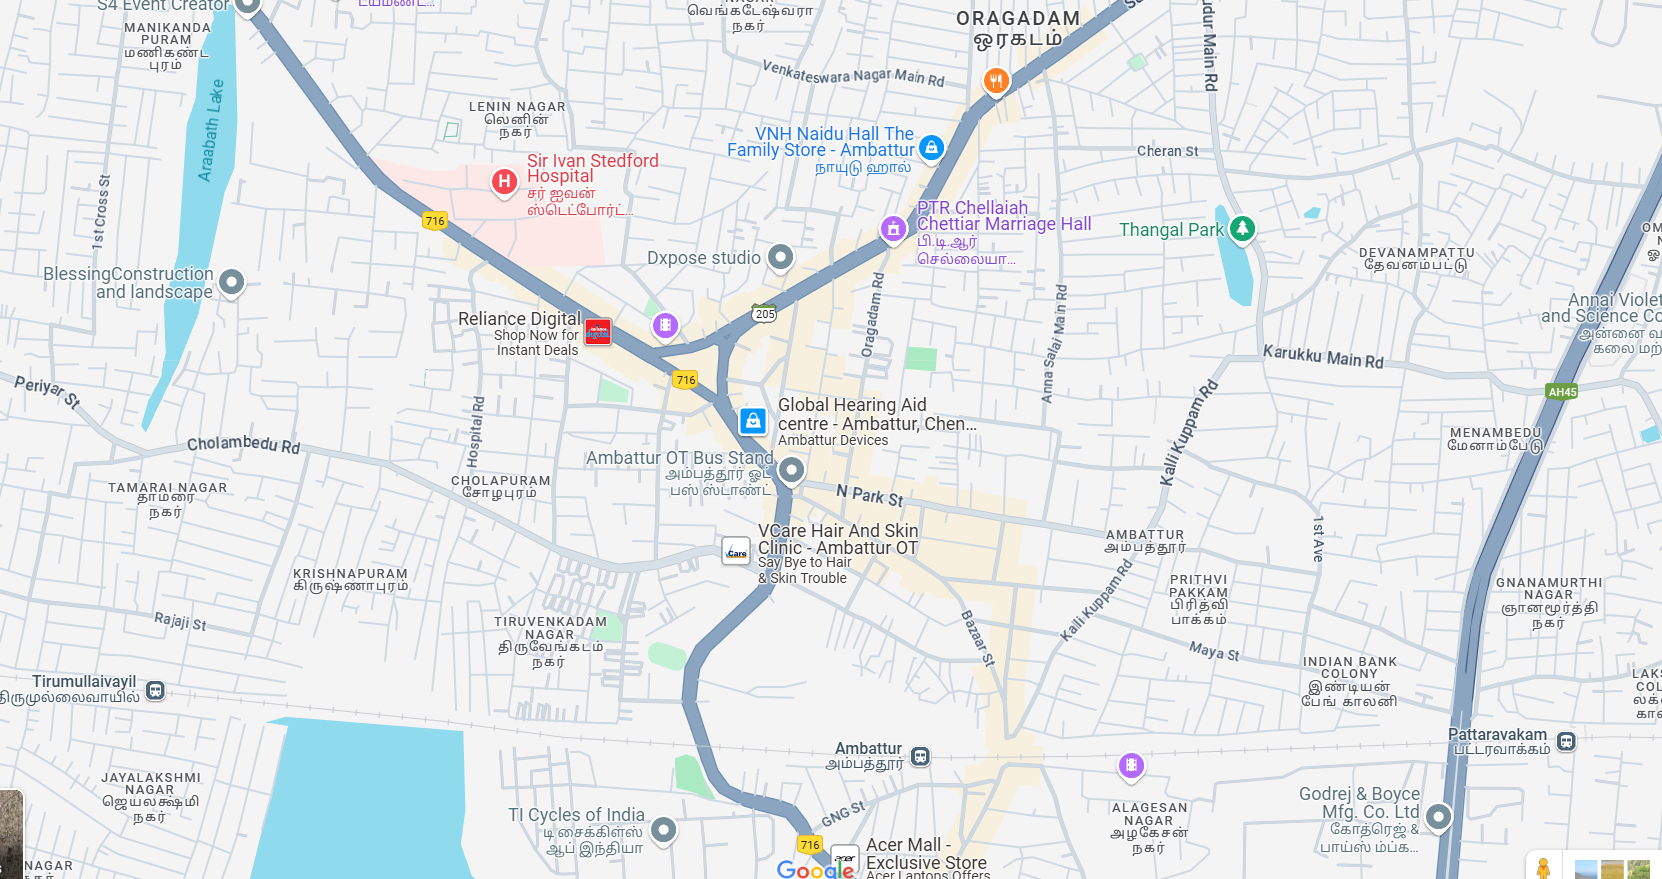 S4 Event Creator
MANIKANDA
PURAM
மணிகண்ட
புரம்
Araabath Lake
1st Cross St
BlessingConstruction
and landscape
Periyar St
LENIN NAGAR
லெனின்
நகர்
Sir Ivan Stedford
Hospital
சர் ஐவன்
ஸ்டெட்போர்ட்...
716
வெங்கடேஷ்வரா
நகர்
Venkateswara Nagar Main Rd
ORAGADAM
ஒரகடம்
VNH Naidu Hall The
Family Store - Ambattur
நாயுடு ஹால்
PTR Chellaiah
Chettiar Marriage Hall
பி.டி.ஆர்
செல்லையா...
Dxpose studio
205
Reliance Digital
Shop Now for
Instant Deals
716
Oragadam Rd
Anna Salai Main Rd
udur Main Rd
Cheran St
Thangal Park
DEVANAMPATTU
தேவனம்பட்டு
Annai Violet
and Science Co
அன்னை வ
கலை மற்
Karukku Main Rd
AH45
MENAMBEDU
மேனாம்பேடு
Kalli Kuppam Rd
Global Hearing Aid
centre - Ambattur, Chen...
Ambattur Devices
Ambattur OT Bus Stand
அம்பத்தூர் ஓட்
பஸ் ஸ்டாண்ட்
N Park St
Hospital Rd
Cholambedu Rd
TAMARAI NAGAR
தாமரை
நகர்
CHOLAPURAM
சோழபுரம்
VCare Hair And Skin
Clinic - Ambattur OT
Say Bye to Hair
& Skin Trouble
AMBATTUR
அம்பத்தூர்
1st Ave
KRISHNAPURAM
கிருஷ்ணாபுரம்
Rajaji St
TIRUVENKADAM
NAGAR
திருவேங்கடம்
நகர்
Bazaar St
Kalli Kuppam Rd
PRITHVI
PAKKAM
பிரித்வி
பாக்கம்
GNANAMURTHI
NAGAR
ஞானமூர்த்தி
நகர்
Maya St
INDIAN BANK
COLONY
இண்டியன்
பேங் காலனி
Tirumullaivayil
திருமுல்லைவாயில்
Ambattur
அம்பத்தூர்
Pattaravakam
பட்டரவாக்கம்
JAYALAKSHMI
NAGAR
ஜெயலக்ஷ்மி
நகர்
TI Cycles of India
டி சைக்கிள்ஸ்
ஆப் இந்தியா
GNG St
716
Acer Mall -
Exclusive Store
Acer Laptops Offers
Google
ALAGESAN
NAGAR
அழகேசன்
நகர்
Godrej & Boyce
Mfg. Co. Ltd
கோத்ரெஜ் &
பாய்ஸ் ம்ப்க...
NAGAR
நகர்